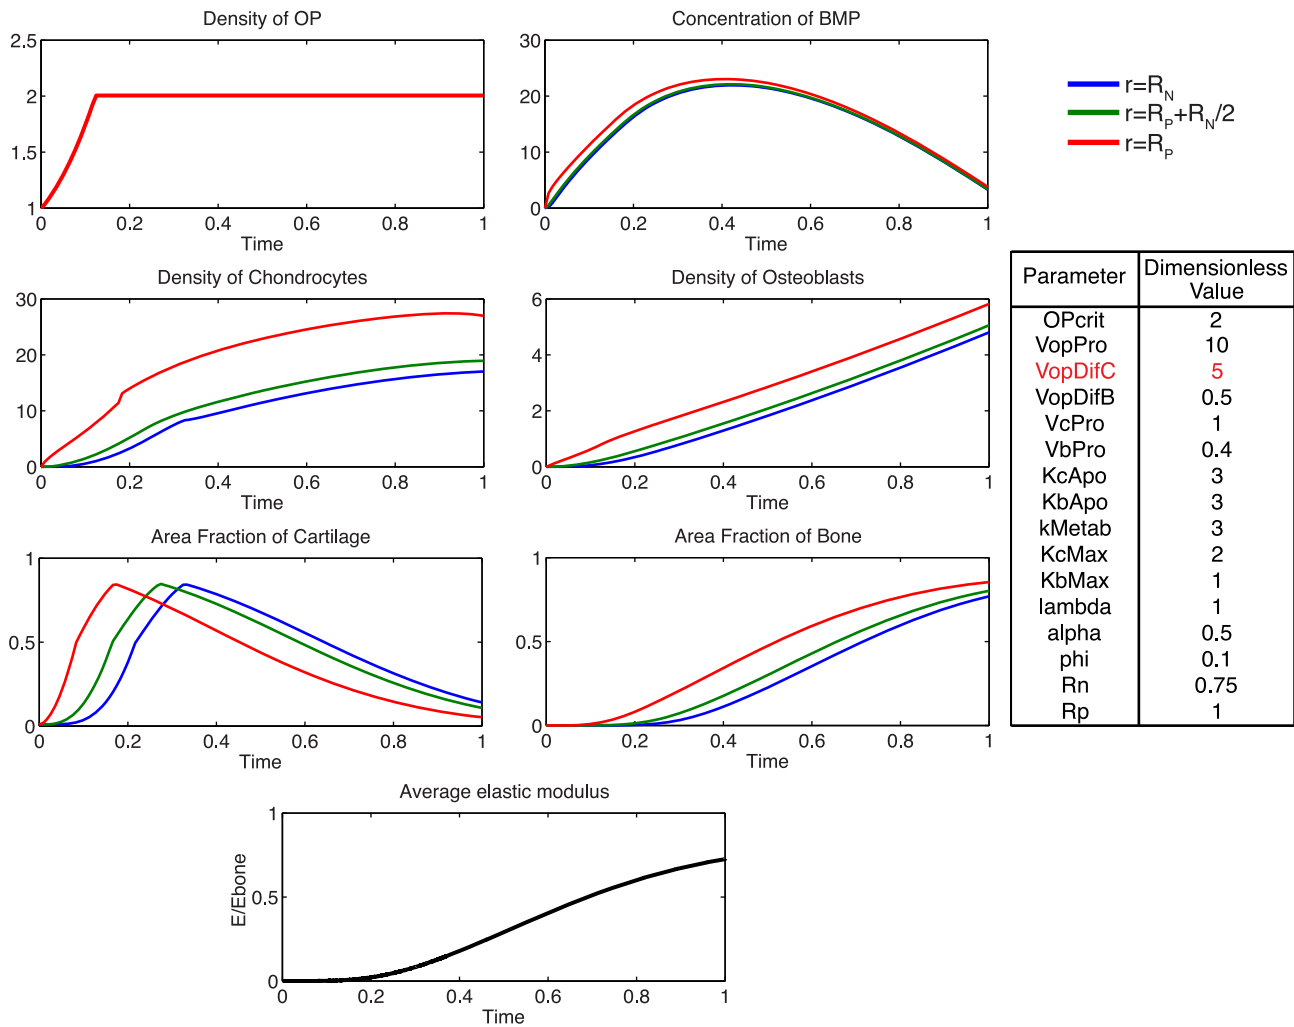 Density of OP
2.5
2
1.5
1
0 0.2 0.4 0.6 0.8 1
Time
Concentration of BMP
30
20
10
0
0 0.2 0.4 0.6 0.8 1
Time
r=R_N
r=R_P+R_N/2
r=R_P
Density of Chondrocytes
30
20
10
0
0 0.2 0.4 0.6 0.8 1
Time
Density of Osteoblasts
6
4
2
0
0 0.2 0.4 0.6 0.8 1
Time
Area Fraction of Cartilage
1
0.5
0
0 0.2 0.4 0.6 0.8 1
Time
Area Fraction of Bone
1
0.5
0
0 0.2 0.4 0.6 0.8 1
Time
Parameter Dimensionless
Value
OPcrit 2
VopPro 10
VopDifC 5
VopDifB 0.5
VcPro 1
VbPro 0.4
KcApo 3
KbApo 3
kMetab 3
KcMax 2
KbMax 1
lambda 1
alpha 0.5
phi 0.1
Rn 0.75
Rp 1
Average elastic modulus
E/Ebone
1
0.5
0
0 0.2 0.4 0.6 0.8 1
Time